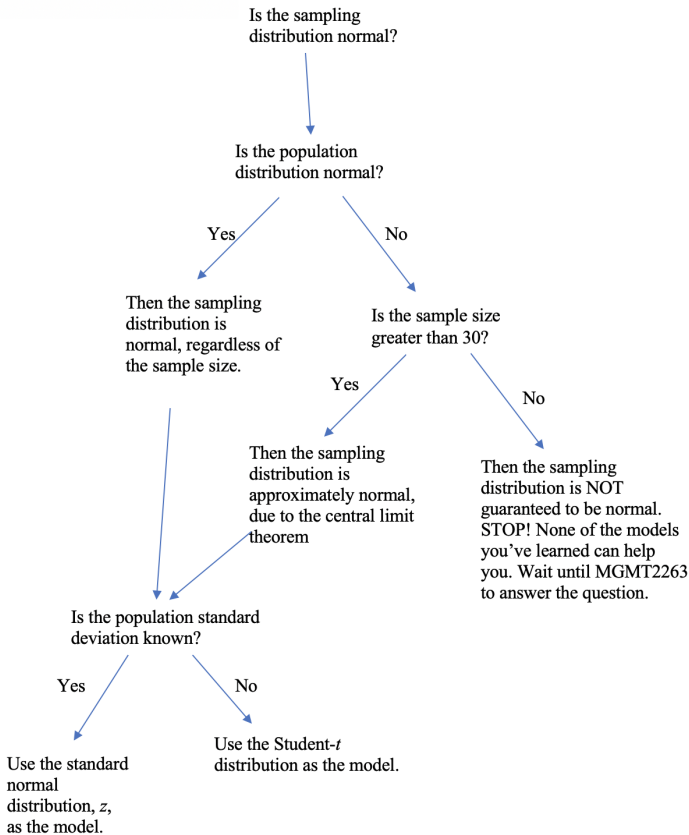 Is the sampling
distribution normal?
Is the population
distribution normal?
Yes
No
Then the sampling
distribution is
normal, regardless of
the sample size.
Is the sample size
greater than 30?
Yes
No
Then the sampling
distribution is
approximately normal,
due to the central limit
theorem
Then the sampling
distribution is NOT
guaranteed to be normal.
STOP! None of the models
you’ve learned can help
you. Wait until MGMT2263
to answer the question.
Is the population standard
deviation known?
Yes
No
Use the standard
normal
distribution, z,
as the model.
Use the Student-t
distribution as the model.